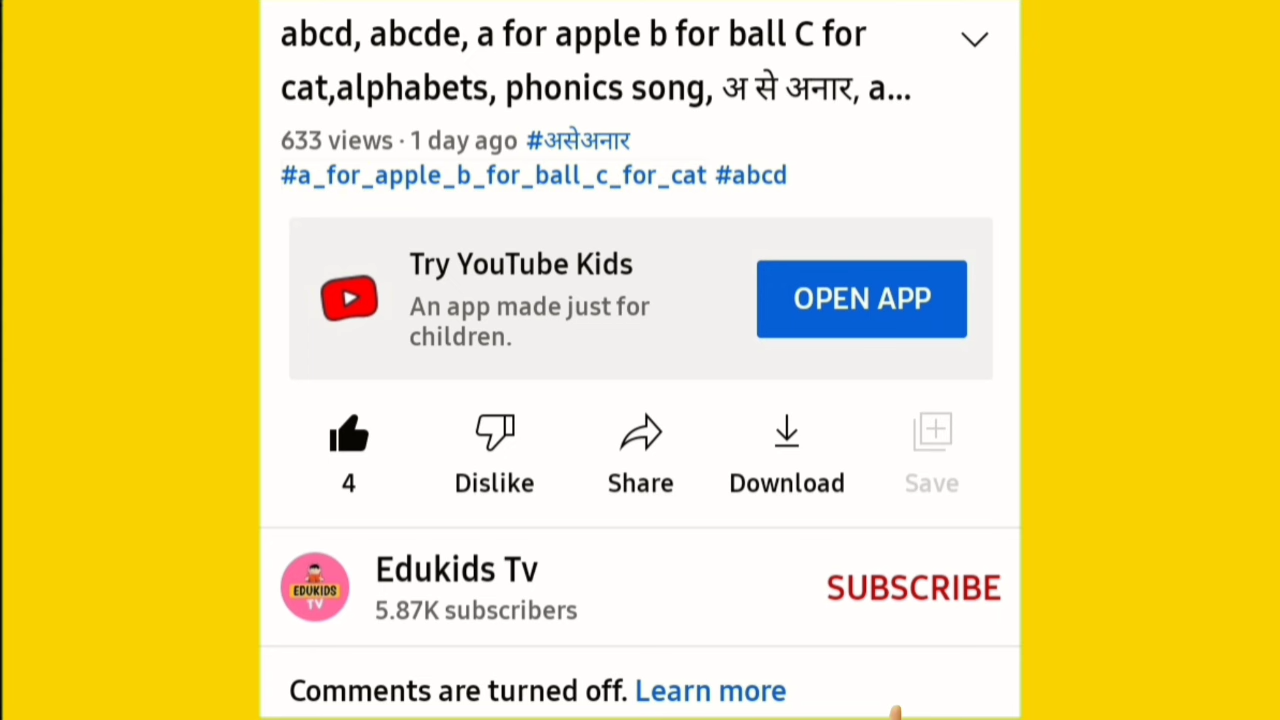 abcd, abcde, a for apple b for ball C for
cat,alphabets, phonics song, अ से अनार, a...
633 views · 1 day ago #असेअनार
#a_for_apple_b_for_ball_c_for_cat #abcd
Try YouTube Kids
An app made just for
children.
OPEN APP
4
Dislike
Share
Download
Save
EDUKIDS
TV
Edukids Tv
5.87K subscribers
SUBSCRIBE
Comments are turned off. Learn more